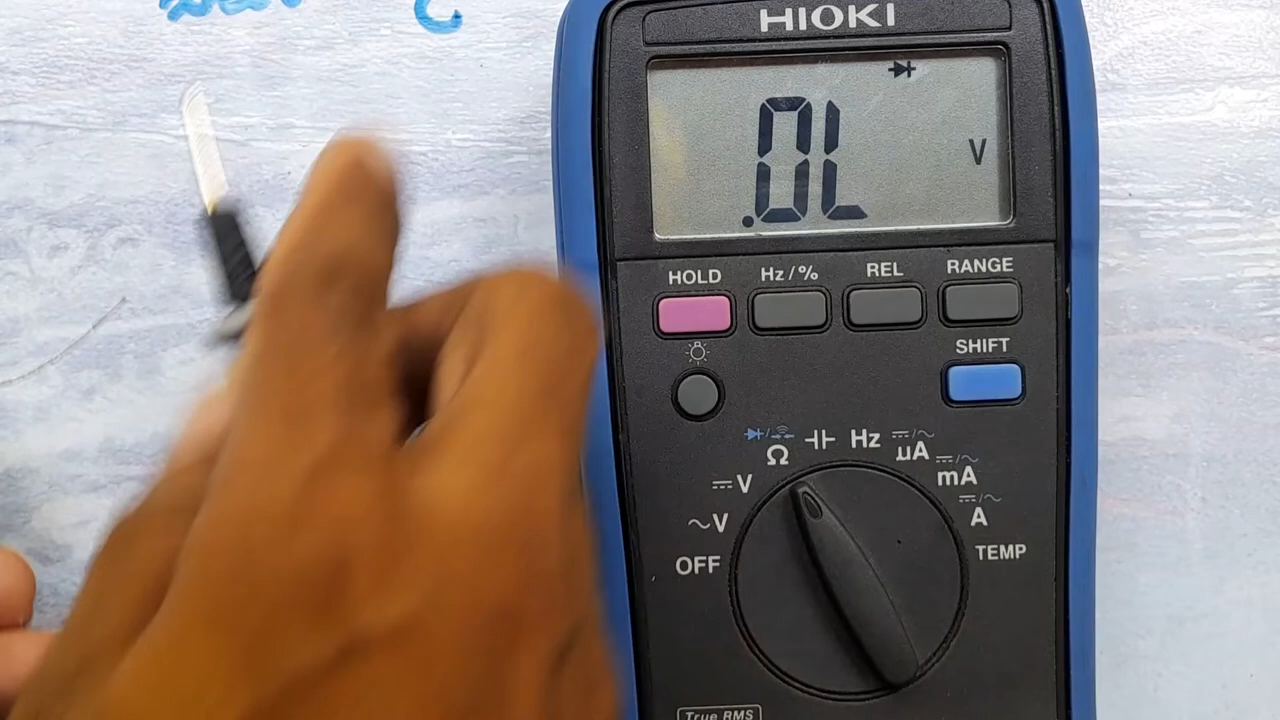 HIOKI
.0L
V
HOLD
Hz/%
REL
RANGE
SHIFT
Ω
Hz
µA
mA
A
TEMP
⎓V
~V
OFF
True RMS